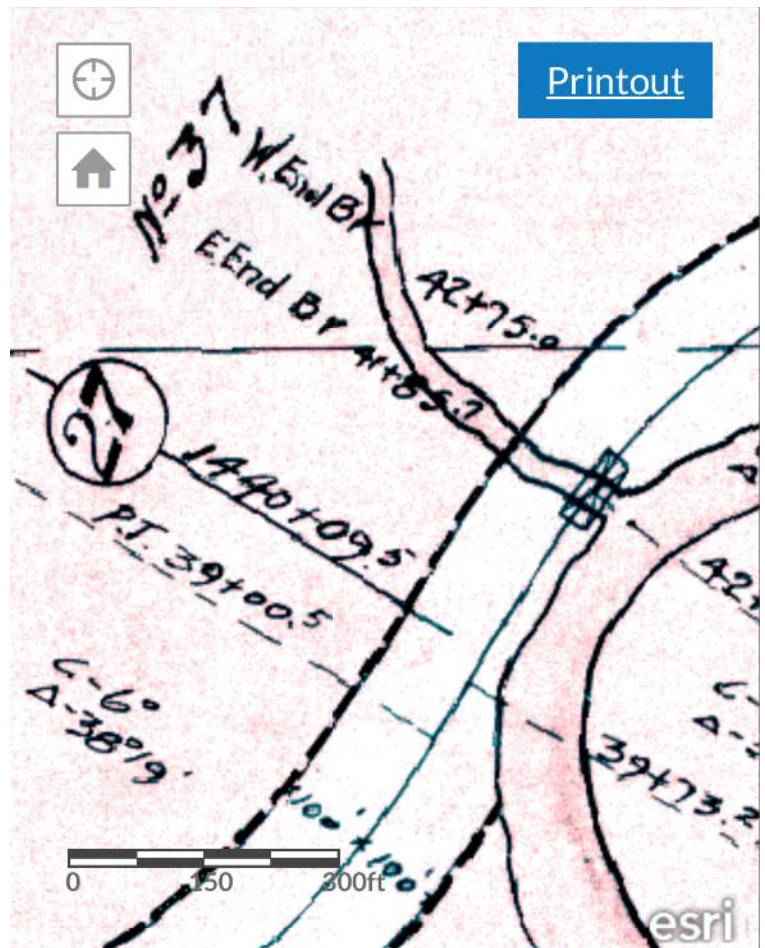 Printout
No. 37
W. End Br
42+75.0
E. End Br 41+85.7
27
1440+09.5
P.T. 39+00.5
42+
C-6°
Δ-38°19'
C-
Δ-
39+73.2
100' + 100'
0 150 300ft
esri